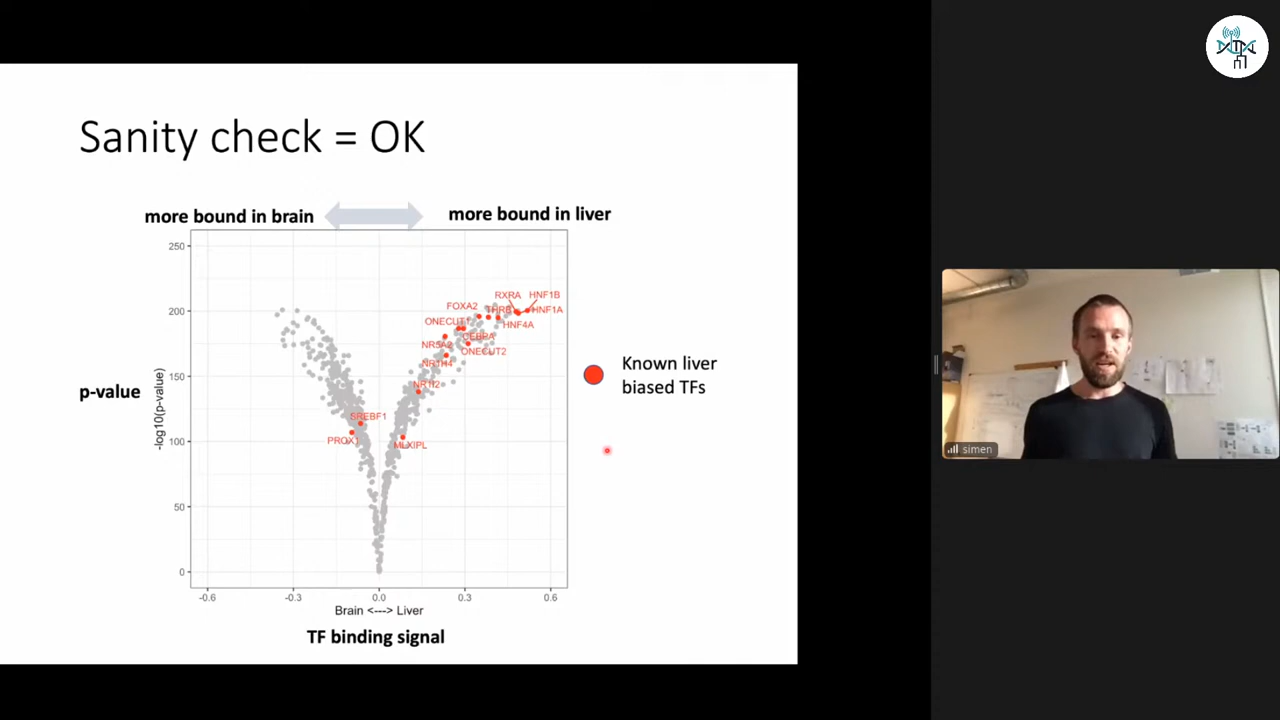 Sanity check = OK
more bound in brain
more bound in liver
-log10(p-value)
250
200
150
100
50
0
RXRA
HNF1B
FOXA2
THRB
HNF1A
ONECUT1
HNF4A
CEBPA
NR5A2
ONECUT2
NR1H4
NR1I2
SREBF1
PROX1
MLXIPL
-0.6
-0.3
0.0
0.3
0.6
Brain <---> Liver
TF binding signal
p-value
Known liver
biased TFs
simen